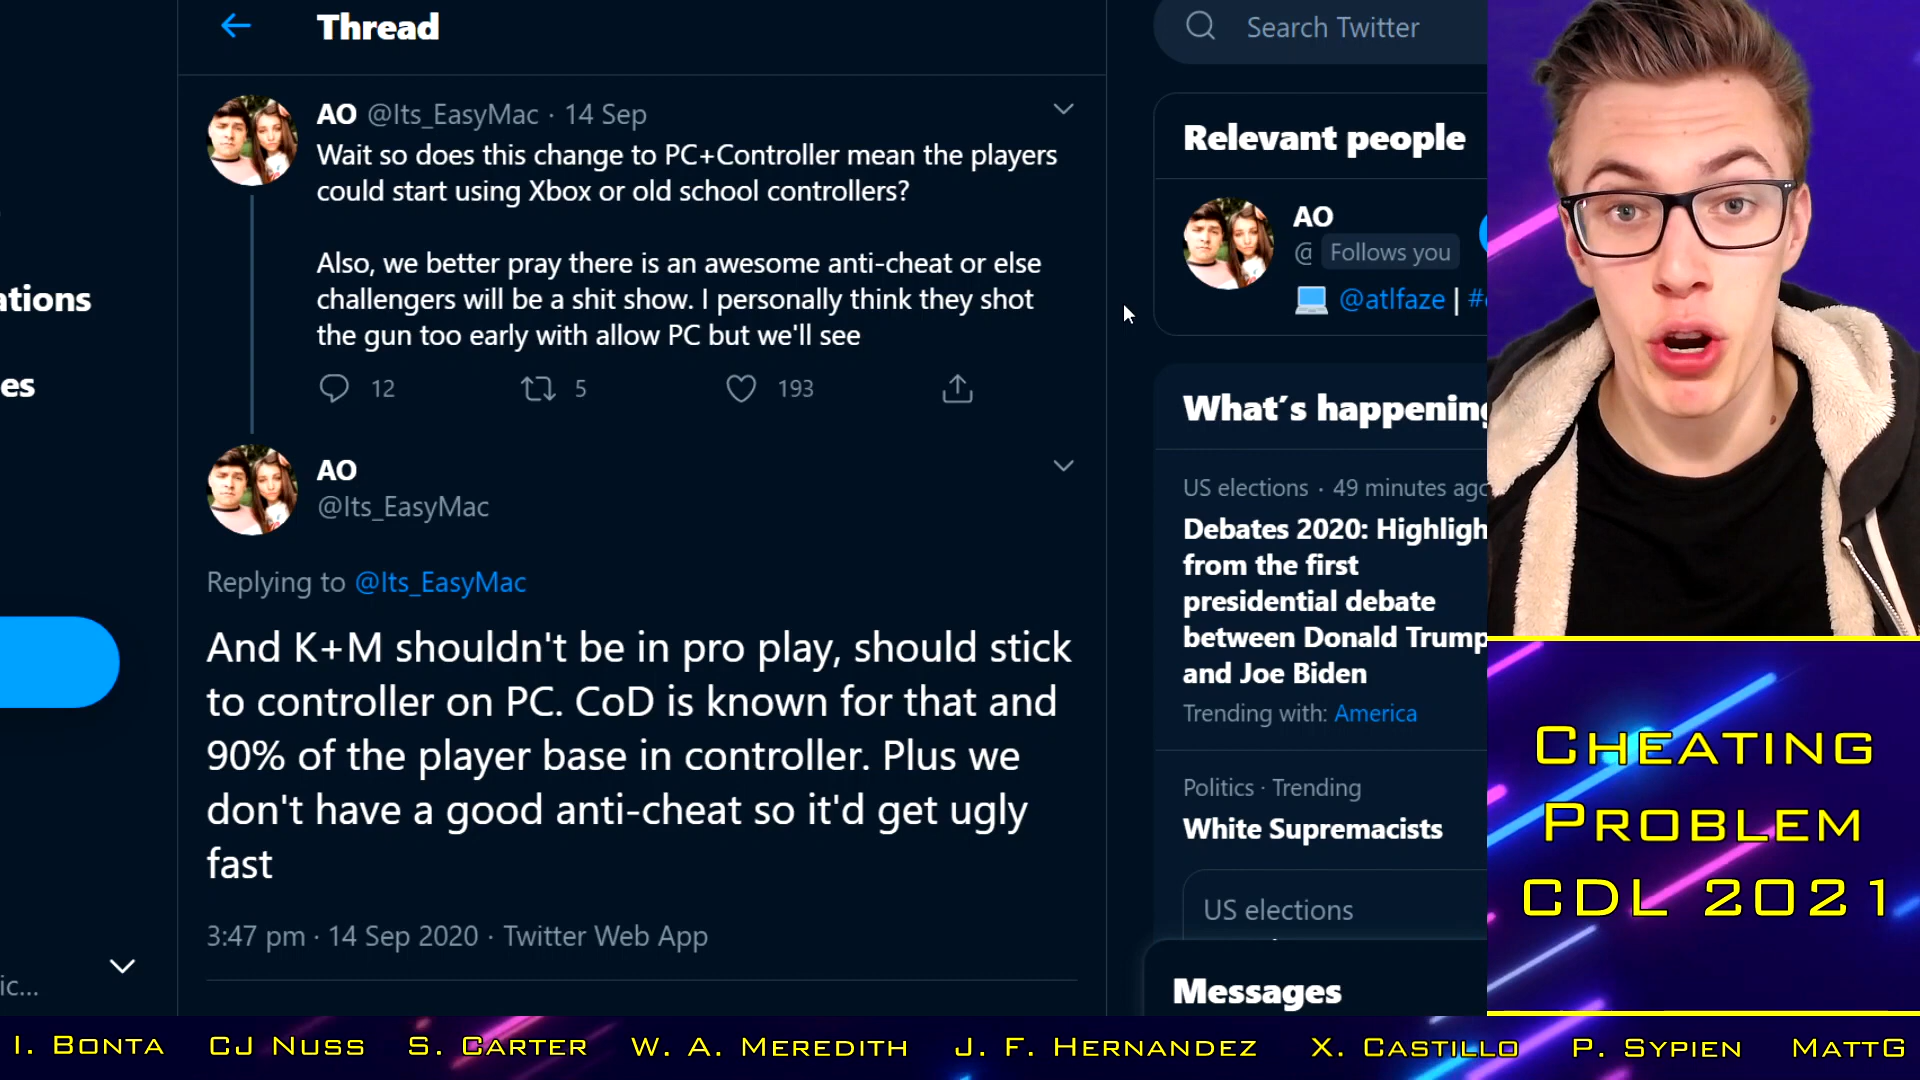 Thread
AO @Its_EasyMac · 14 Sep
Wait so does this change to PC+Controller mean the players
could start using Xbox or old school controllers?
Also, we better pray there is an awesome anti-cheat or else
challengers will be a shit show. I personally think they shot
the gun too early with allow PC but we'll see
12 5 193
AO
@Its_EasyMac
Replying to @Its_EasyMac
And K+M shouldn't be in pro play, should stick
to controller on PC. CoD is known for that and
90% of the player base in controller. Plus we
don't have a good anti-cheat so it'd get ugly
fast
3:47 pm · 14 Sep 2020 · Twitter Web App
ations
es
ic...
Search Twitter
Relevant people
AO
@ Follows you
@atlfaze | #
What's happening
US elections · 49 minutes ago
Debates 2020: Highligh
from the first
presidential debate
between Donald Trump
and Joe Biden
Trending with: America
Politics · Trending
White Supremacists
US elections
Messages
Cheating
Problem
CDL 2021
I. Bonta CJ Nuss S. Carter W. A. Meredith J. F. Hernandez X. Castillo P. Sypien MattG